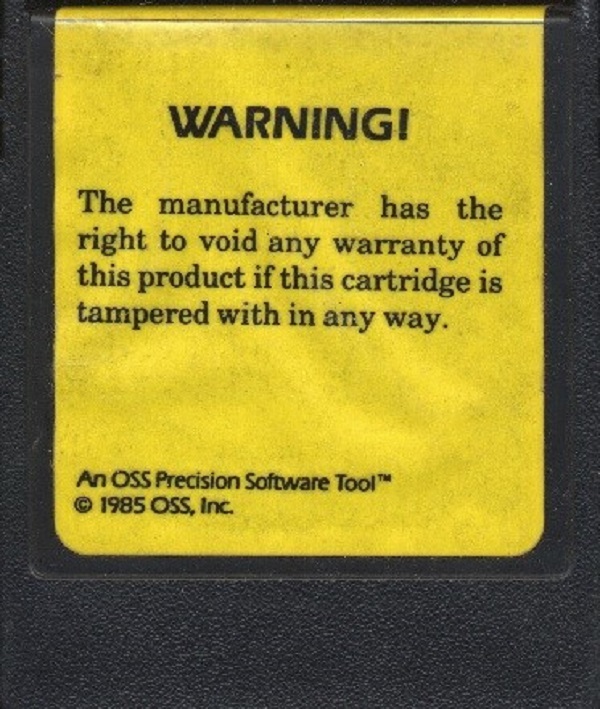 WARNING!
The manufacturer has the
right to void any warranty of
this product if this cartridge is
tampered with in any way.
An OSS Precision Software Tool™
© 1985 OSS, Inc.